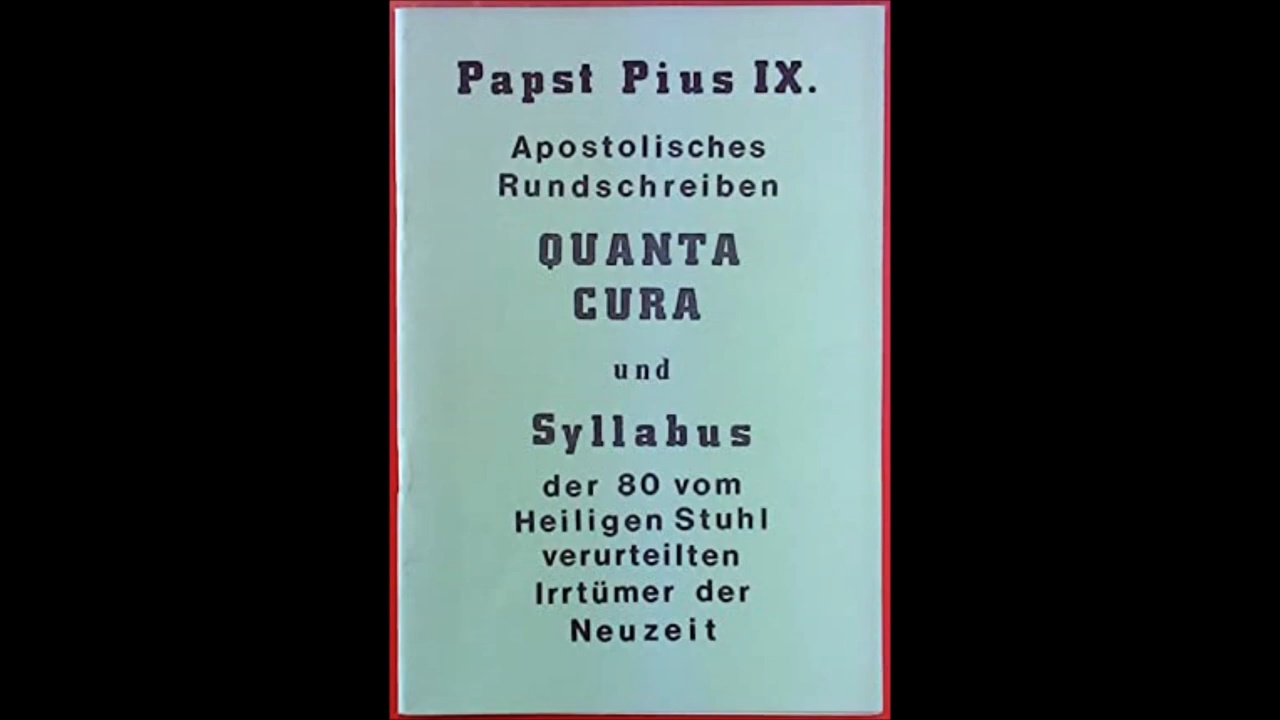 Papst Pius IX.
Apostolisches
Rundschreiben
QUANTA
CURA
und
Syllabus
der 80 vom
Heiligen Stuhl
verurteilten
Irrtümer der
Neuzeit